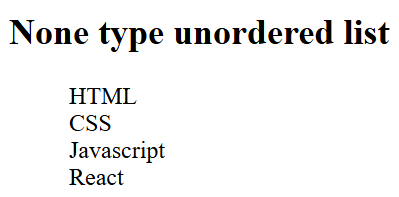 None type unordered list
HTML
CSS
Javascript
React